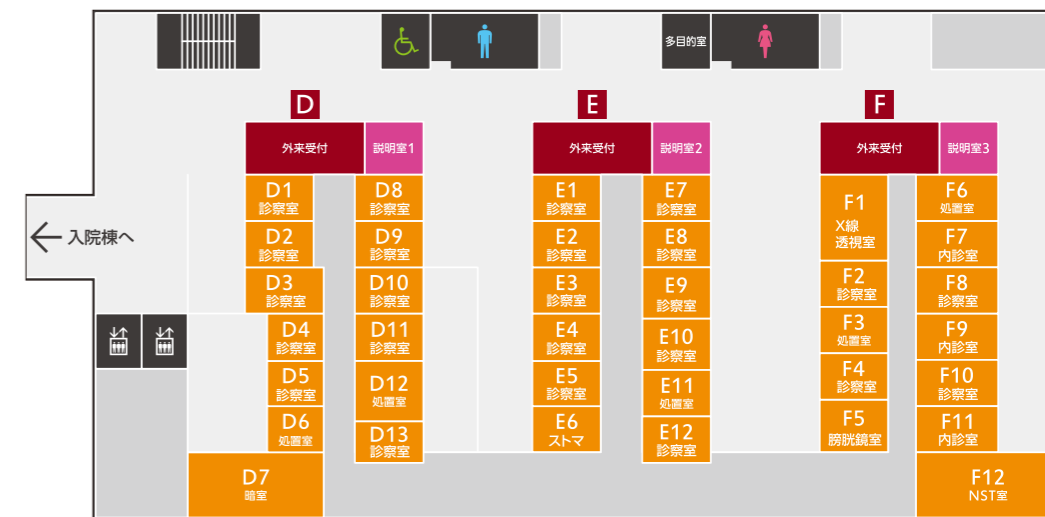 多目的室
D
E
F
外来受付
説明室1
外来受付
説明室2
外来受付
説明室3
D1
診察室
D2
診察室
D3
診察室
D4
診察室
D5
診察室
D6
処置室
D7
暗室
D8
診察室
D9
診察室
D10
診察室
D11
診察室
D12
処置室
D13
診察室
E1
診察室
E2
診察室
E3
診察室
E4
診察室
E5
診察室
E6
ストマ
E7
診察室
E8
診察室
E9
診察室
E10
診察室
E11
処置室
E12
診察室
F1
X線
透視室
F2
診察室
F3
処置室
F4
診察室
F5
膀胱鏡室
F6
処置室
F7
内診室
F8
診察室
F9
内診室
F10
診察室
F11
内診室
F12
NST室
入院棟へ